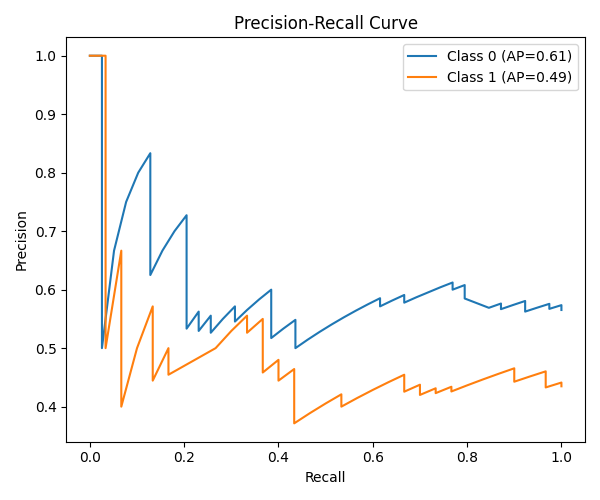 Precision-Recall Curve
Class 0 (AP=0.61)
Class 1 (AP=0.49)
Precision
1.0
0.9
0.8
0.7
0.6
0.5
0.4
0.0 0.2 0.4 0.6 0.8 1.0
Recall